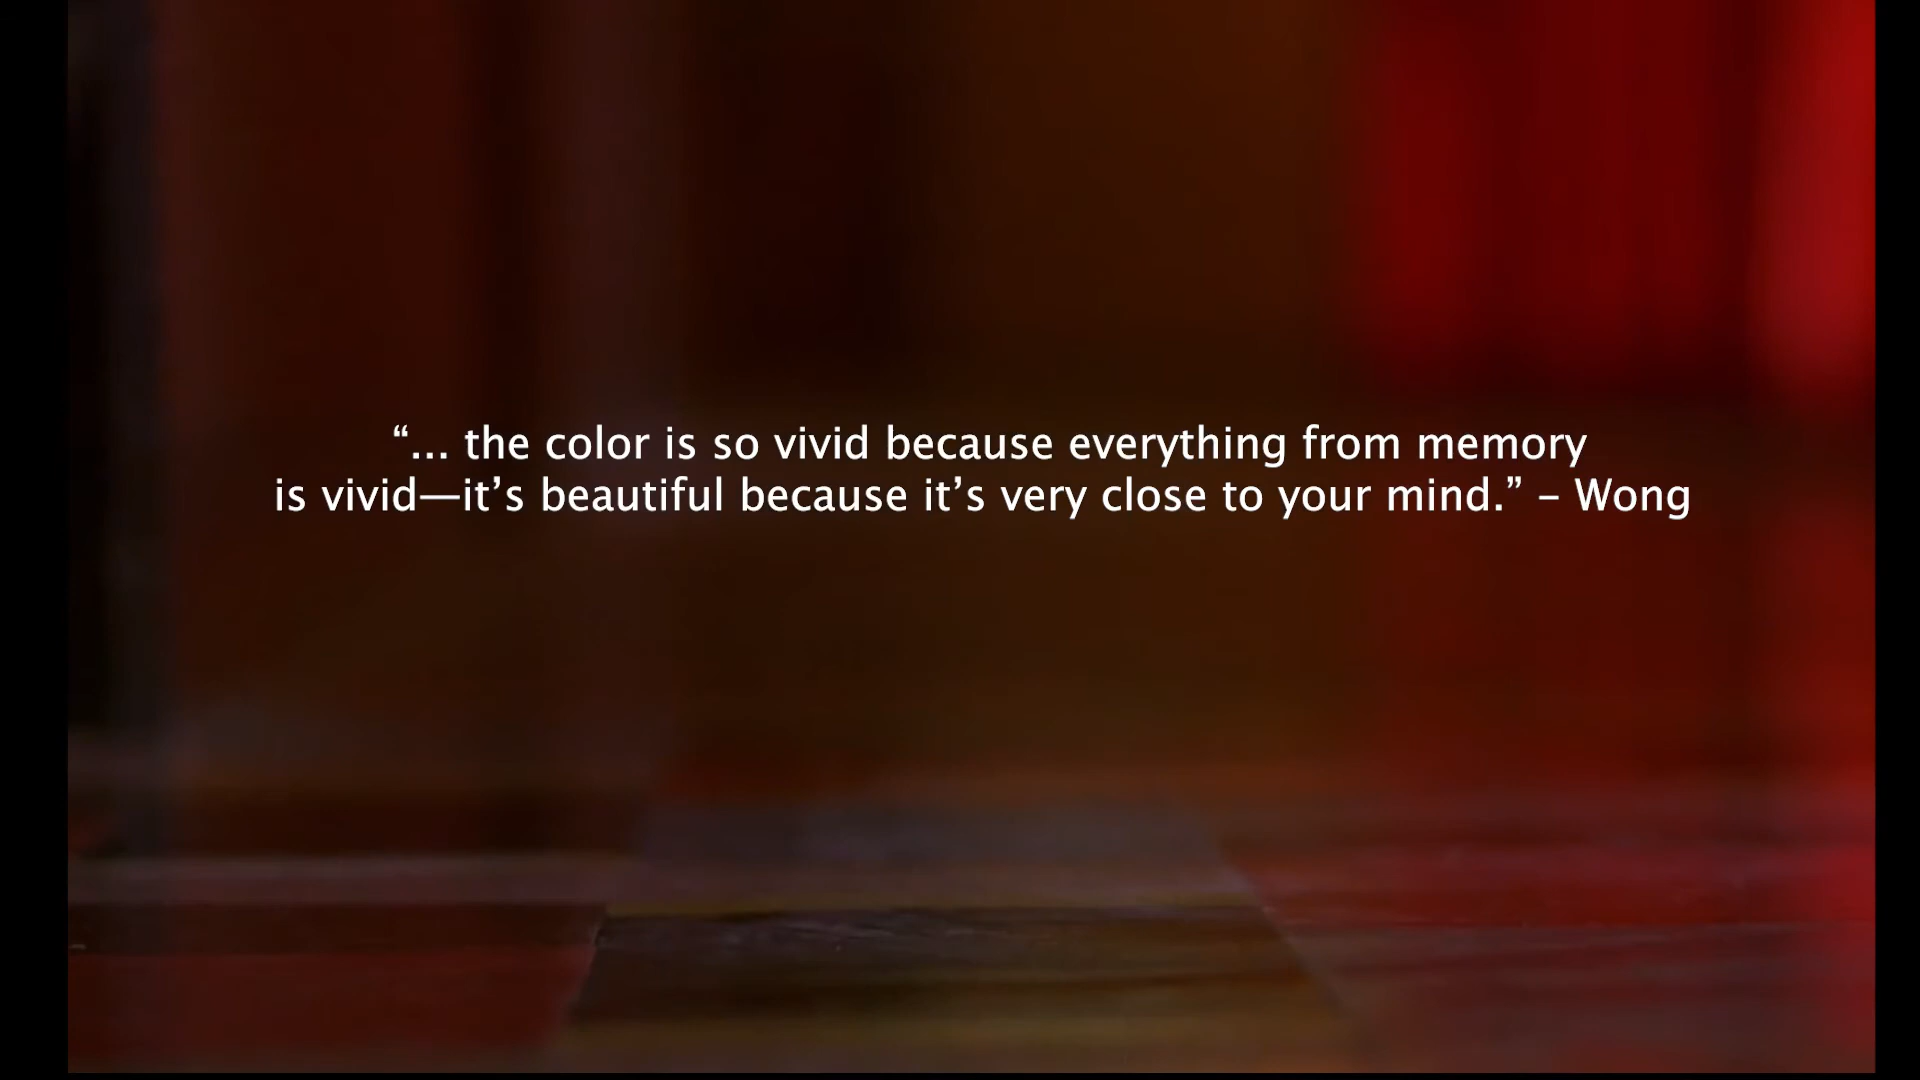 “... the color is so vivid because everything from memory
is vivid—it’s beautiful because it’s very close to your mind.” – Wong